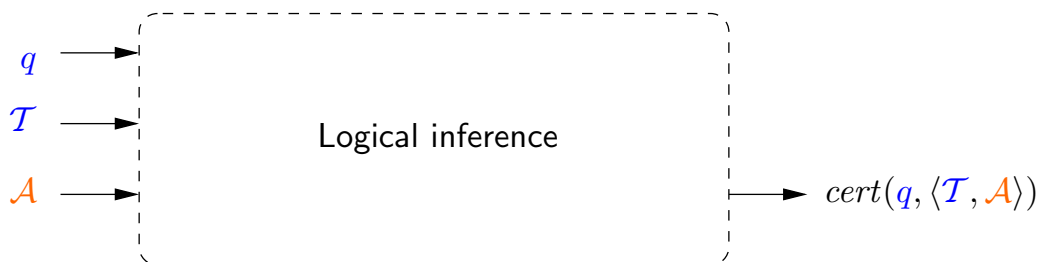 q
𝒯
Logical inference
𝒜
cert(q, ⟨𝒯, 𝒜⟩)